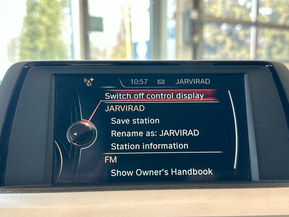 10:57 JARVIRAD
Switch off control display
JARVIRAD
Save station
Rename as: JARVIRAD
Station information
FM
Show Owner's Handbook